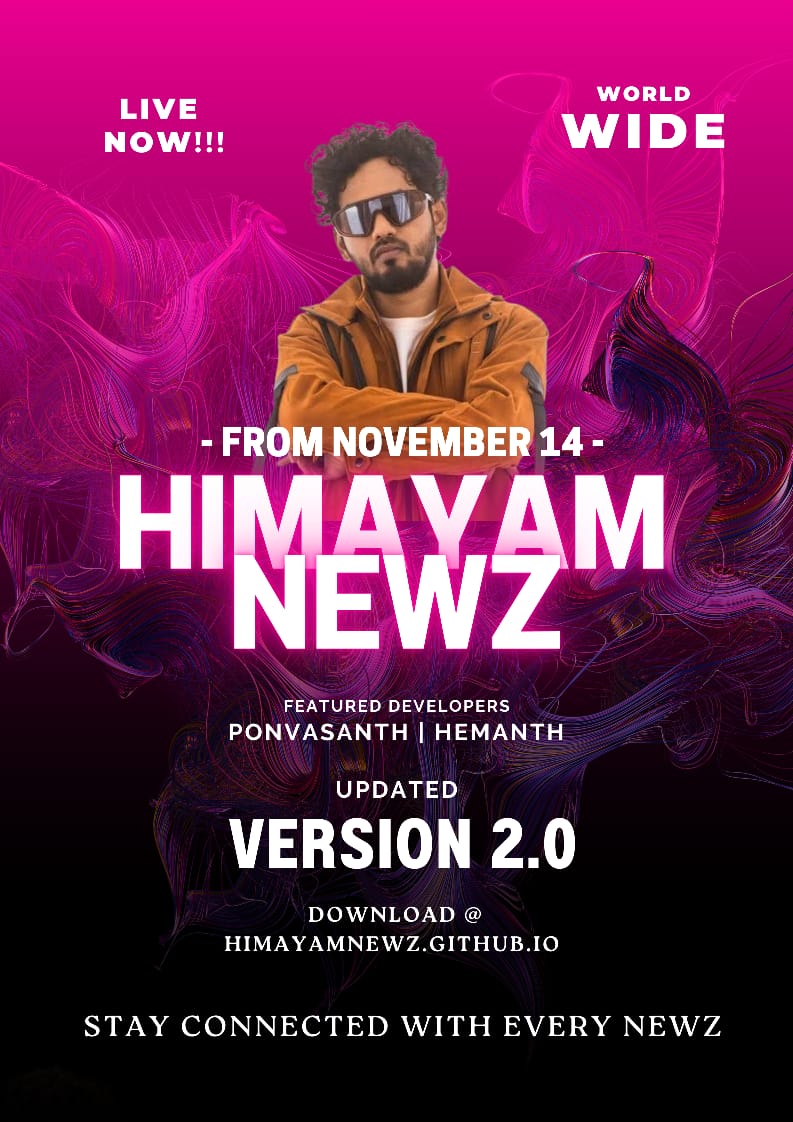 LIVE
NOW!!!
WORLD
WIDE
- FROM NOVEMBER 14 -
HIMAYAM
NEWZ
FEATURED DEVELOPERS
PONVASANTH | HEMANTH
UPDATED
VERSION 2.0
DOWNLOAD @
HIMAYAMNEWZ.GITHUB.IO
STAY CONNECTED WITH EVERY NEWZ